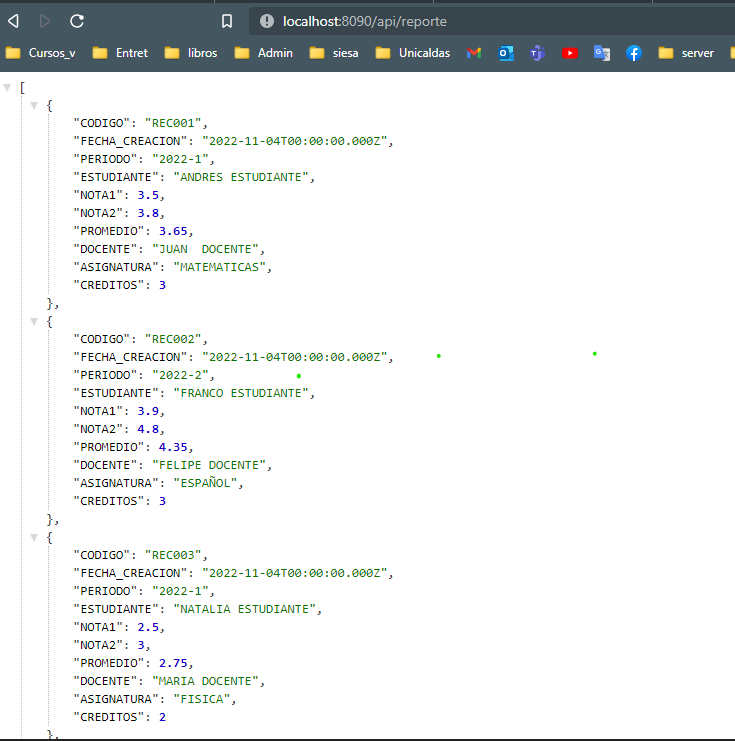 localhost:8090/api/reporte
Cursos_v Entret libros Admin siesa Unicaldas server
[
{
"CODIGO": "REC001",
"FECHA_CREACION": "2022-11-04T00:00:00.000Z",
"PERIODO": "2022-1",
"ESTUDIANTE": "ANDRES ESTUDIANTE",
"NOTA1": 3.5,
"NOTA2": 3.8,
"PROMEDIO": 3.65,
"DOCENTE": "JUAN  DOCENTE",
"ASIGNATURA": "MATEMATICAS",
"CREDITOS": 3
},
{
"CODIGO": "REC002",
"FECHA_CREACION": "2022-11-04T00:00:00.000Z",
"PERIODO": "2022-2",
"ESTUDIANTE": "FRANCO ESTUDIANTE",
"NOTA1": 3.9,
"NOTA2": 4.8,
"PROMEDIO": 4.35,
"DOCENTE": "FELIPE DOCENTE",
"ASIGNATURA": "ESPAÑOL",
"CREDITOS": 3
},
{
"CODIGO": "REC003",
"FECHA_CREACION": "2022-11-04T00:00:00.000Z",
"PERIODO": "2022-1",
"ESTUDIANTE": "NATALIA ESTUDIANTE",
"NOTA1": 2.5,
"NOTA2": 3,
"PROMEDIO": 2.75,
"DOCENTE": "MARIA DOCENTE",
"ASIGNATURA": "FISICA",
"CREDITOS": 2
},